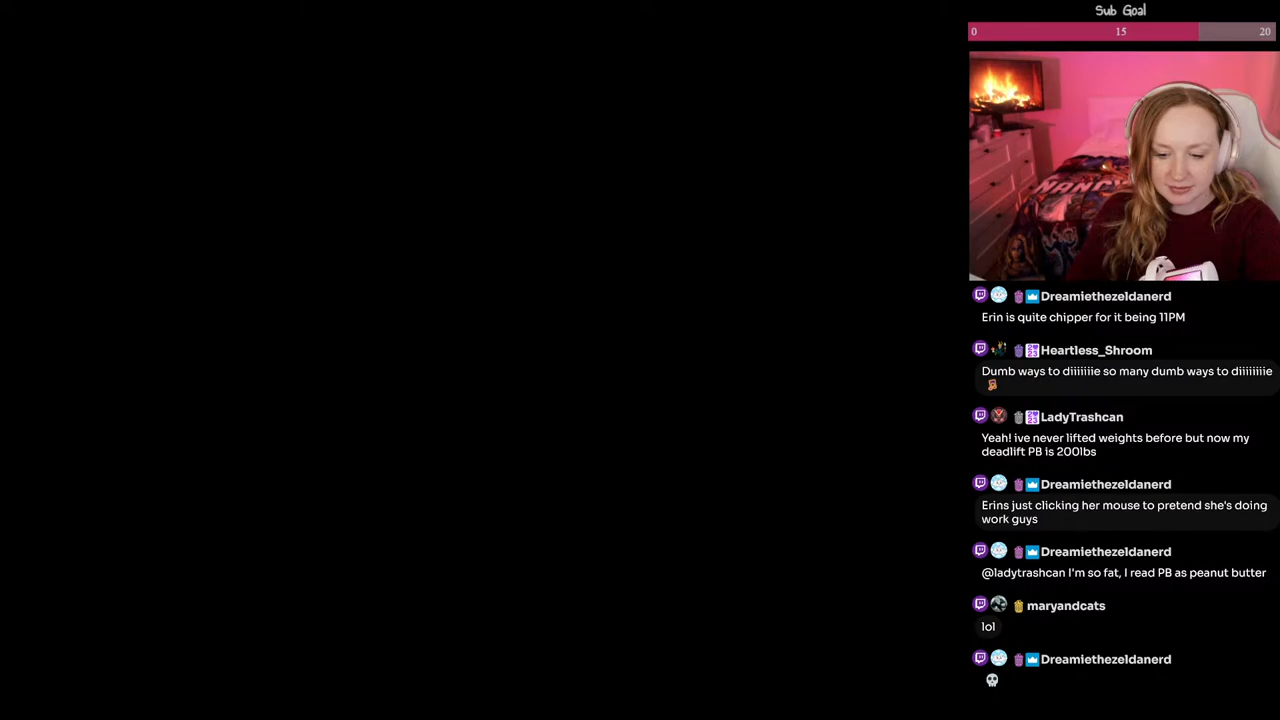 Sub Goal
0 15 20
NANCY
Dreamiethezeldanerd
Erin is quite chipper for it being 11PM
Heartless_Shroom
Dumb ways to diiiiiiie so many dumb ways to diiiiiiiie
LadyTrashcan
Yeah! ive never lifted weights before but now my
deadlift PB is 200lbs
Dreamiethezeldanerd
Erins just clicking her mouse to pretend she's doing
work guys
Dreamiethezeldanerd
@ladytrashcan I'm so fat, I read PB as peanut butter
maryandcats
lol
Dreamiethezeldanerd